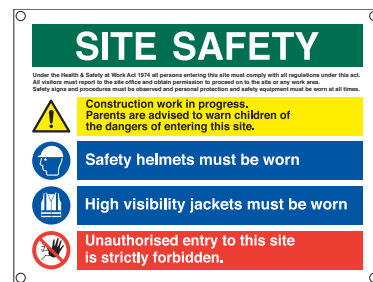 SITE SAFETY
Under the Health & Safety at Work Act 1974 all persons entering this site must comply with all regulations under this act.
All visitors must report to the site office and obtain permission to proceed on to the site or any work area.
Safety signs and procedures must be observed and personal protection and safety equipment must be worn at all times.
Construction work in progress.
Parents are advised to warn children of
the dangers of entering this site.
Safety helmets must be worn
High visibility jackets must be worn
Unauthorised entry to this site
is strictly forbidden.